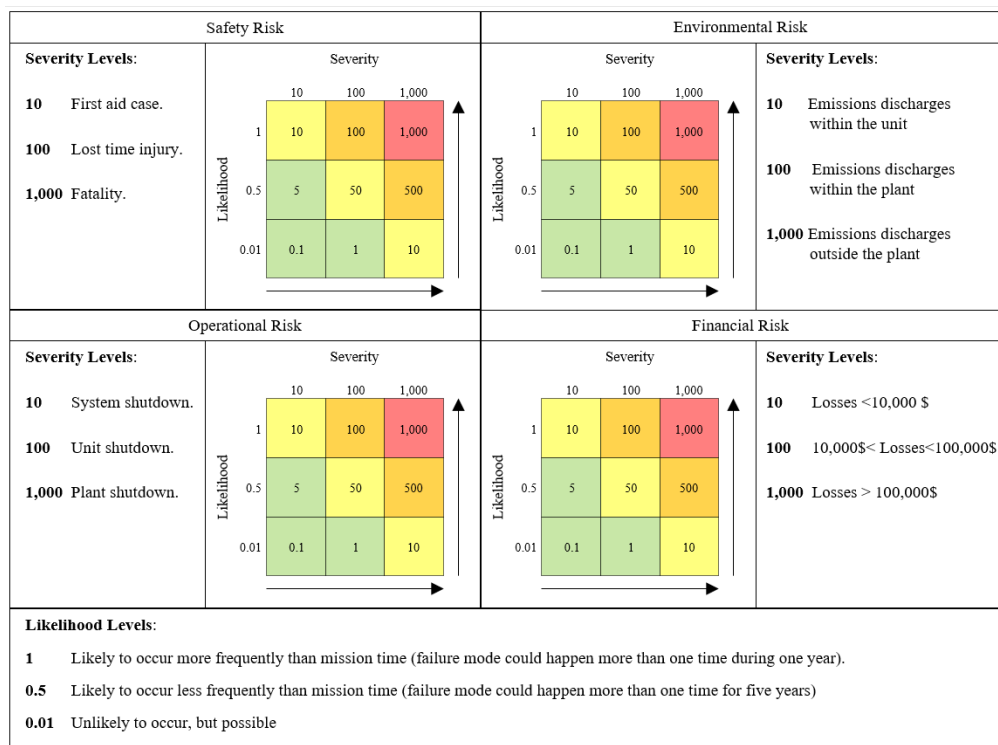 Safety Risk
Severity Levels:
10 First aid case.
100 Lost time injury.
1,000 Fatality.
Severity
10 100 1,000
Likelihood
1 10 100 1,000
0.5 5 50 500
0.01 0.1 1 10
Environmental Risk
Severity
10 100 1,000
Likelihood
1 10 100 1,000
0.5 5 50 500
0.01 0.1 1 10
Severity Levels:
10 Emissions discharges
within the unit
100 Emissions discharges
within the plant
1,000 Emissions discharges
outside the plant
Operational Risk
Severity Levels:
10 System shutdown.
100 Unit shutdown.
1,000 Plant shutdown.
Severity
10 100 1,000
Likelihood
1 10 100 1,000
0.5 5 50 500
0.01 0.1 1 10
Financial Risk
Severity
10 100 1,000
Likelihood
1 10 100 1,000
0.5 5 50 500
0.01 0.1 1 10
Severity Levels:
10 Losses <10,000 $
100 10,000$< Losses<100,000$
1,000 Losses > 100,000$
Likelihood Levels:
1 Likely to occur more frequently than mission time (failure mode could happen more than one time during one year).
0.5 Likely to occur less frequently than mission time (failure mode could happen more than one time for five years)
0.01 Unlikely to occur, but possible